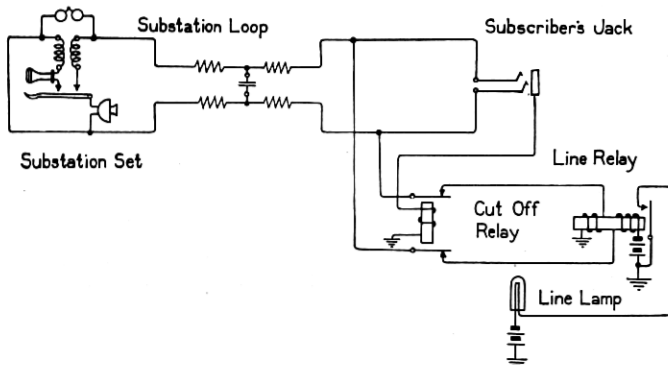 Substation Loop
Subscriber's Jack
Substation Set
Line Relay
Cut Off
Relay
Line Lamp